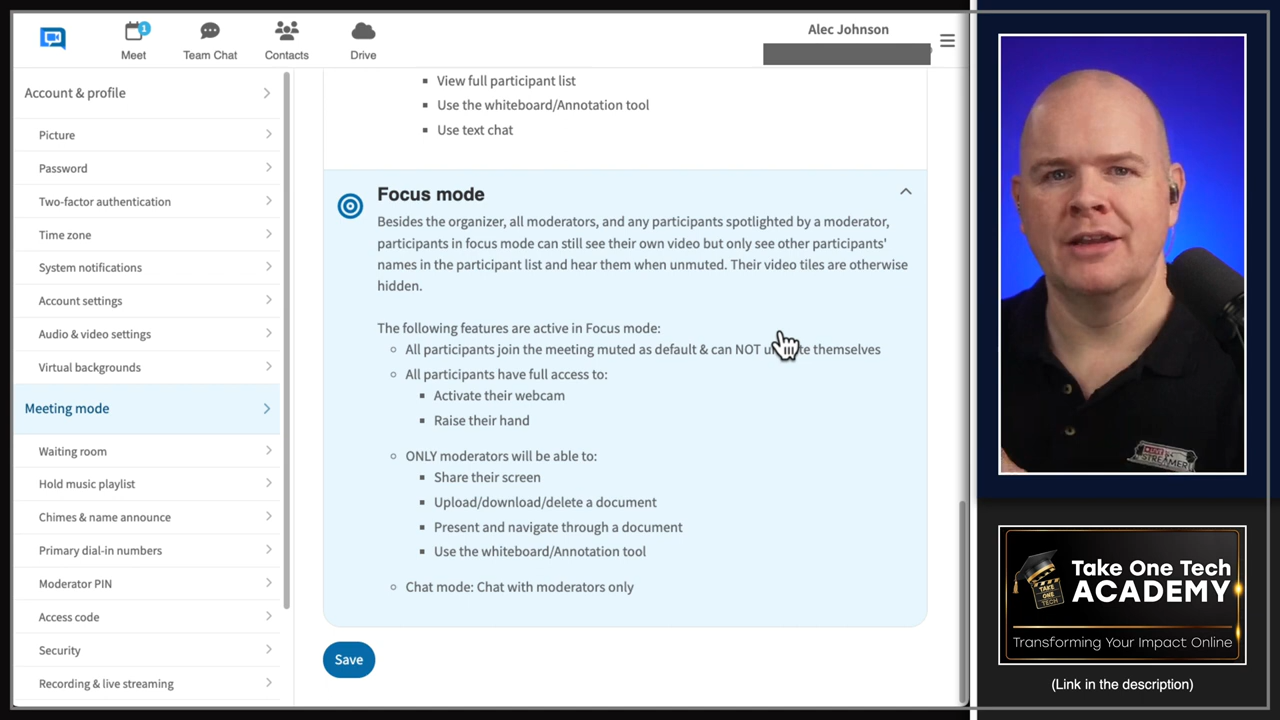 Meet
1
Team Chat
Contacts
Drive
Alec Johnson
Account & profile
Picture
Password
Two-factor authentication
Time zone
System notifications
Account settings
Audio & video settings
Virtual backgrounds
Meeting mode
Waiting room
Hold music playlist
Chimes & name announce
Primary dial-in numbers
Moderator PIN
Access code
Security
Recording & live streaming
View full participant list
Use the whiteboard/Annotation tool
Use text chat
Focus mode
Besides the organizer, all moderators, and any participants spotlighted by a moderator,
participants in focus mode can still see their own video but only see other participants'
names in the participant list and hear them when unmuted. Their video tiles are otherwise
hidden.
The following features are active in Focus mode:
All participants join the meeting muted as default & can NOT themselves
All participants have full access to:
Activate their webcam
Raise their hand
ONLY moderators will be able to:
Share their screen
Upload/download/delete a document
Present and navigate through a document
Use the whiteboard/Annotation tool
Chat mode: Chat with moderators only
Save
STREAMER
Take One Tech
ACADEMY
Transforming Your Impact Online
(Link in the description)